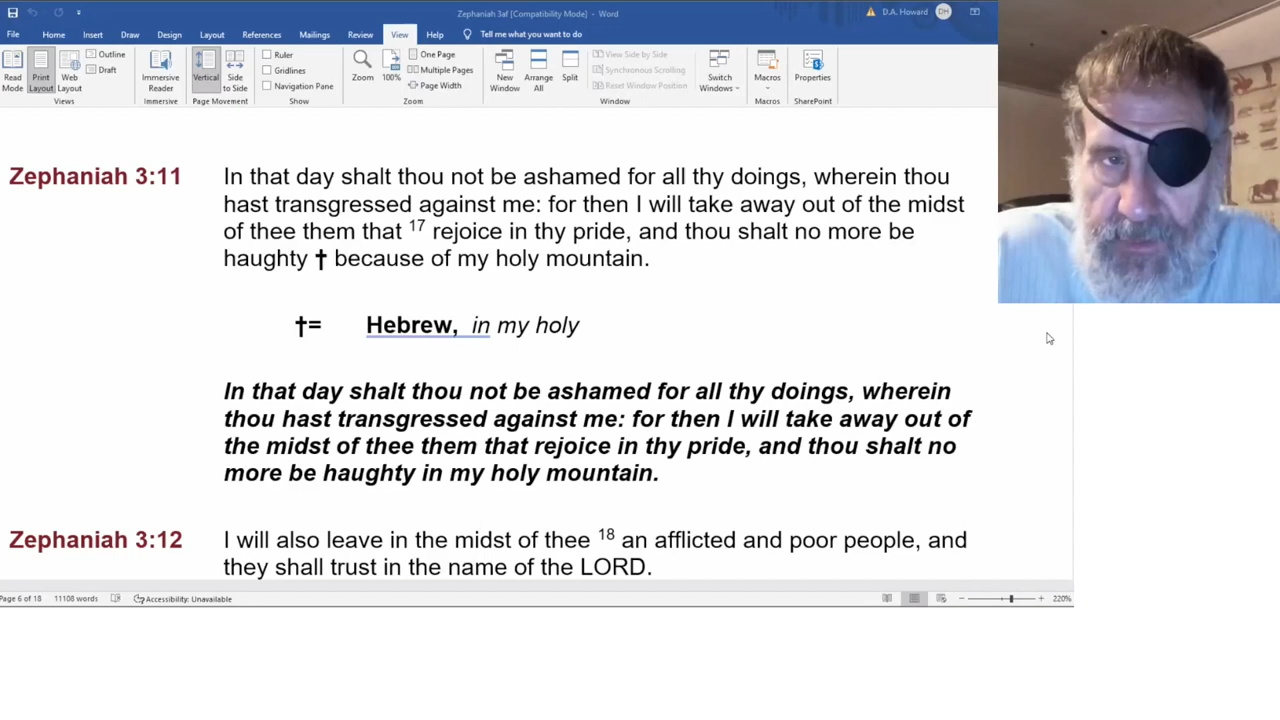 Zephaniah 3af [Compatibility Mode] - Word
D.A. Howard DH
File Home Insert Draw Design Layout References Mailings Review View Help Tell me what you want to do
Read Mode
Print Layout
Web Layout
Outline
Draft
Views
Immersive Reader
Immersive
Vertical
Side to Side
Page Movement
Ruler
Gridlines
Navigation Pane
Show
Zoom
100%
One Page
Multiple Pages
Page Width
Zoom
New Window
Arrange All
Split
View Side by Side
Synchronous Scrolling
Reset Window Position
Window
Switch Windows
Macros
Macros
Properties
SharePoint
Zephaniah 3:11 In that day shalt thou not be ashamed for all thy doings, wherein thou
hast transgressed against me: for then I will take away out of the midst
of thee them that 17 rejoice in thy pride, and thou shalt no more be
haughty † because of my holy mountain.
†= Hebrew, in my holy
In that day shalt thou not be ashamed for all thy doings, wherein
thou hast transgressed against me: for then I will take away out of
the midst of thee them that rejoice in thy pride, and thou shalt no
more be haughty in my holy mountain.
Zephaniah 3:12 I will also leave in the midst of thee 18 an afflicted and poor people, and
they shall trust in the name of the LORD.
Page 6 of 18 11108 words Accessibility: Unavailable 220%